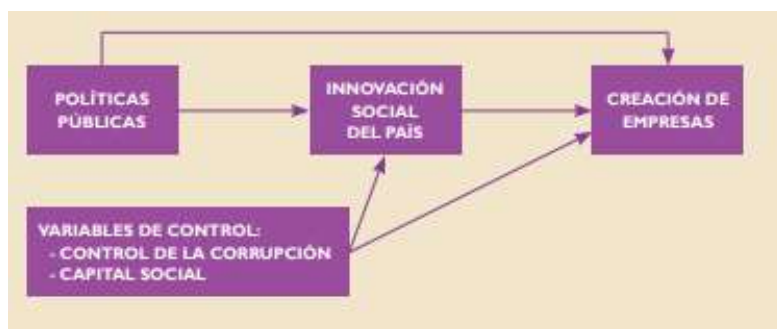 POLÍTICAS
PÚBLICAS
INNOVACIÓN
SOCIAL
DEL PAÍS
CREACIÓN DE
EMPRESAS
VARIABLES DE CONTROL:
- CONTROL DE LA CORRUPCIÓN
- CAPITAL SOCIAL